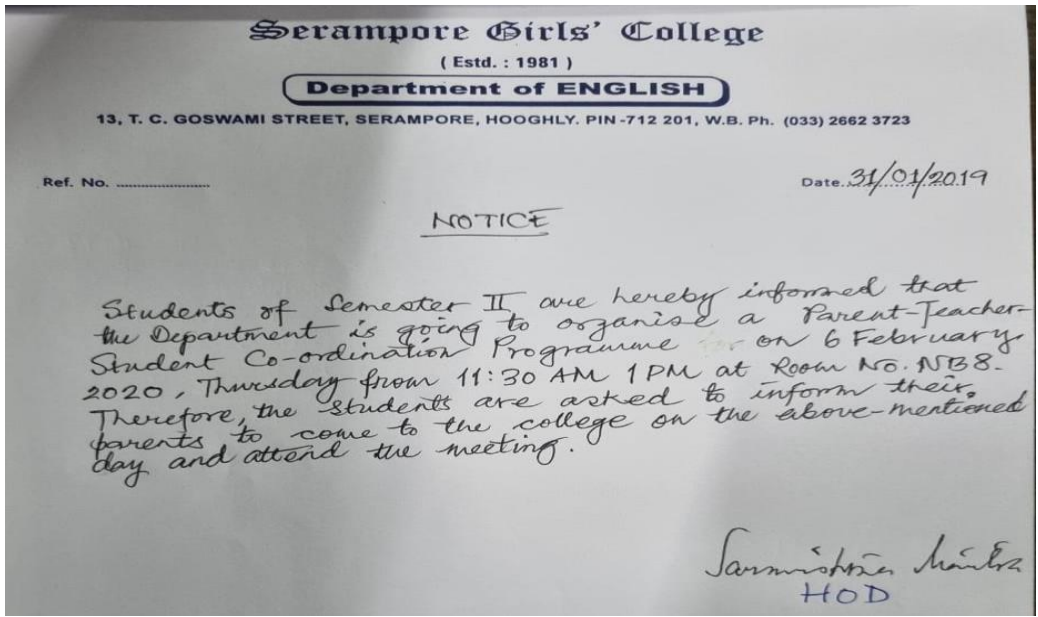 Serampore Girls' College
( Estd. : 1981 )
Department of ENGLISH
13, T. C. GOSWAMI STREET, SERAMPORE, HOOGHLY. PIN-712 201, W.B. Ph. (033) 2662 3723
Ref. No. ........................ Date. 31/01/2019
NOTICE
Students of Semester II are hereby informed that
the Department is going to organise a Parent-Teacher-
Student Co-ordination Programme on 6 February
2020, Thursday from 11:30 AM 1PM at Room No. NB8.
Therefore, the students are asked to inform their
parents to come to the college on the above-mentioned
day and attend the meeting.
Sarmistha Maitra
HOD